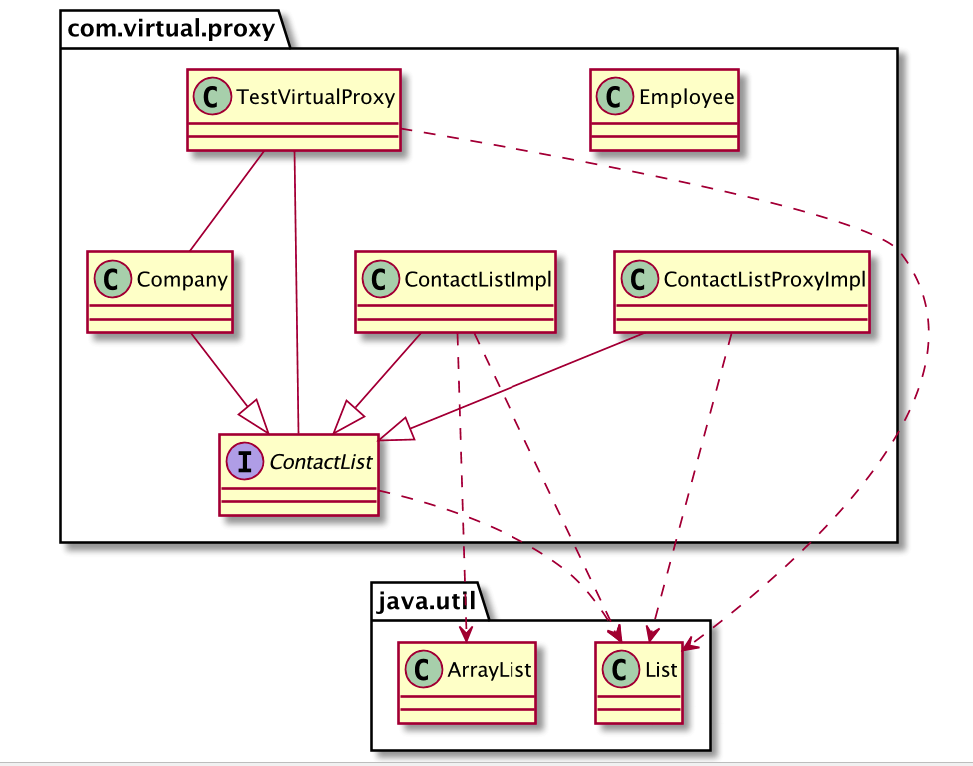 com.virtual.proxy
C TestVirtualProxy
C Employee
C Company
C ContactListImpl
C ContactListProxyImpl
I ContactList
java.util
C ArrayList
C List